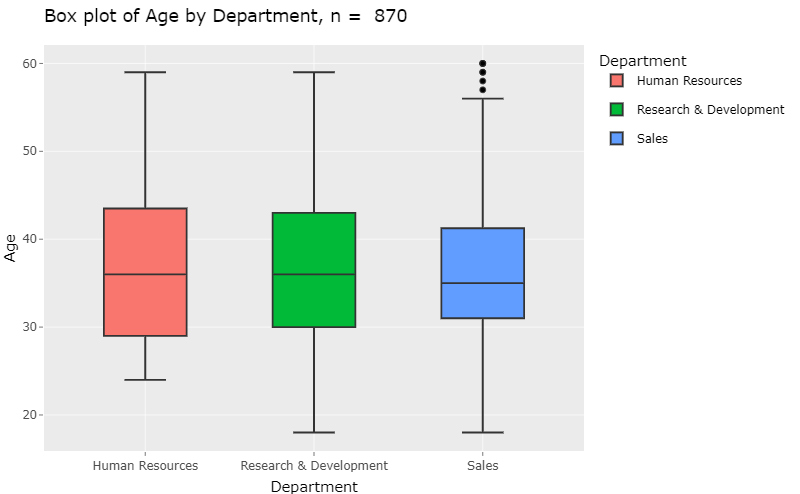 Box plot of Age by Department, n =  870
Department
Human Resources
Research & Development
Sales
60
50
40
30
20
Age
Human Resources
Research & Development
Sales
Department